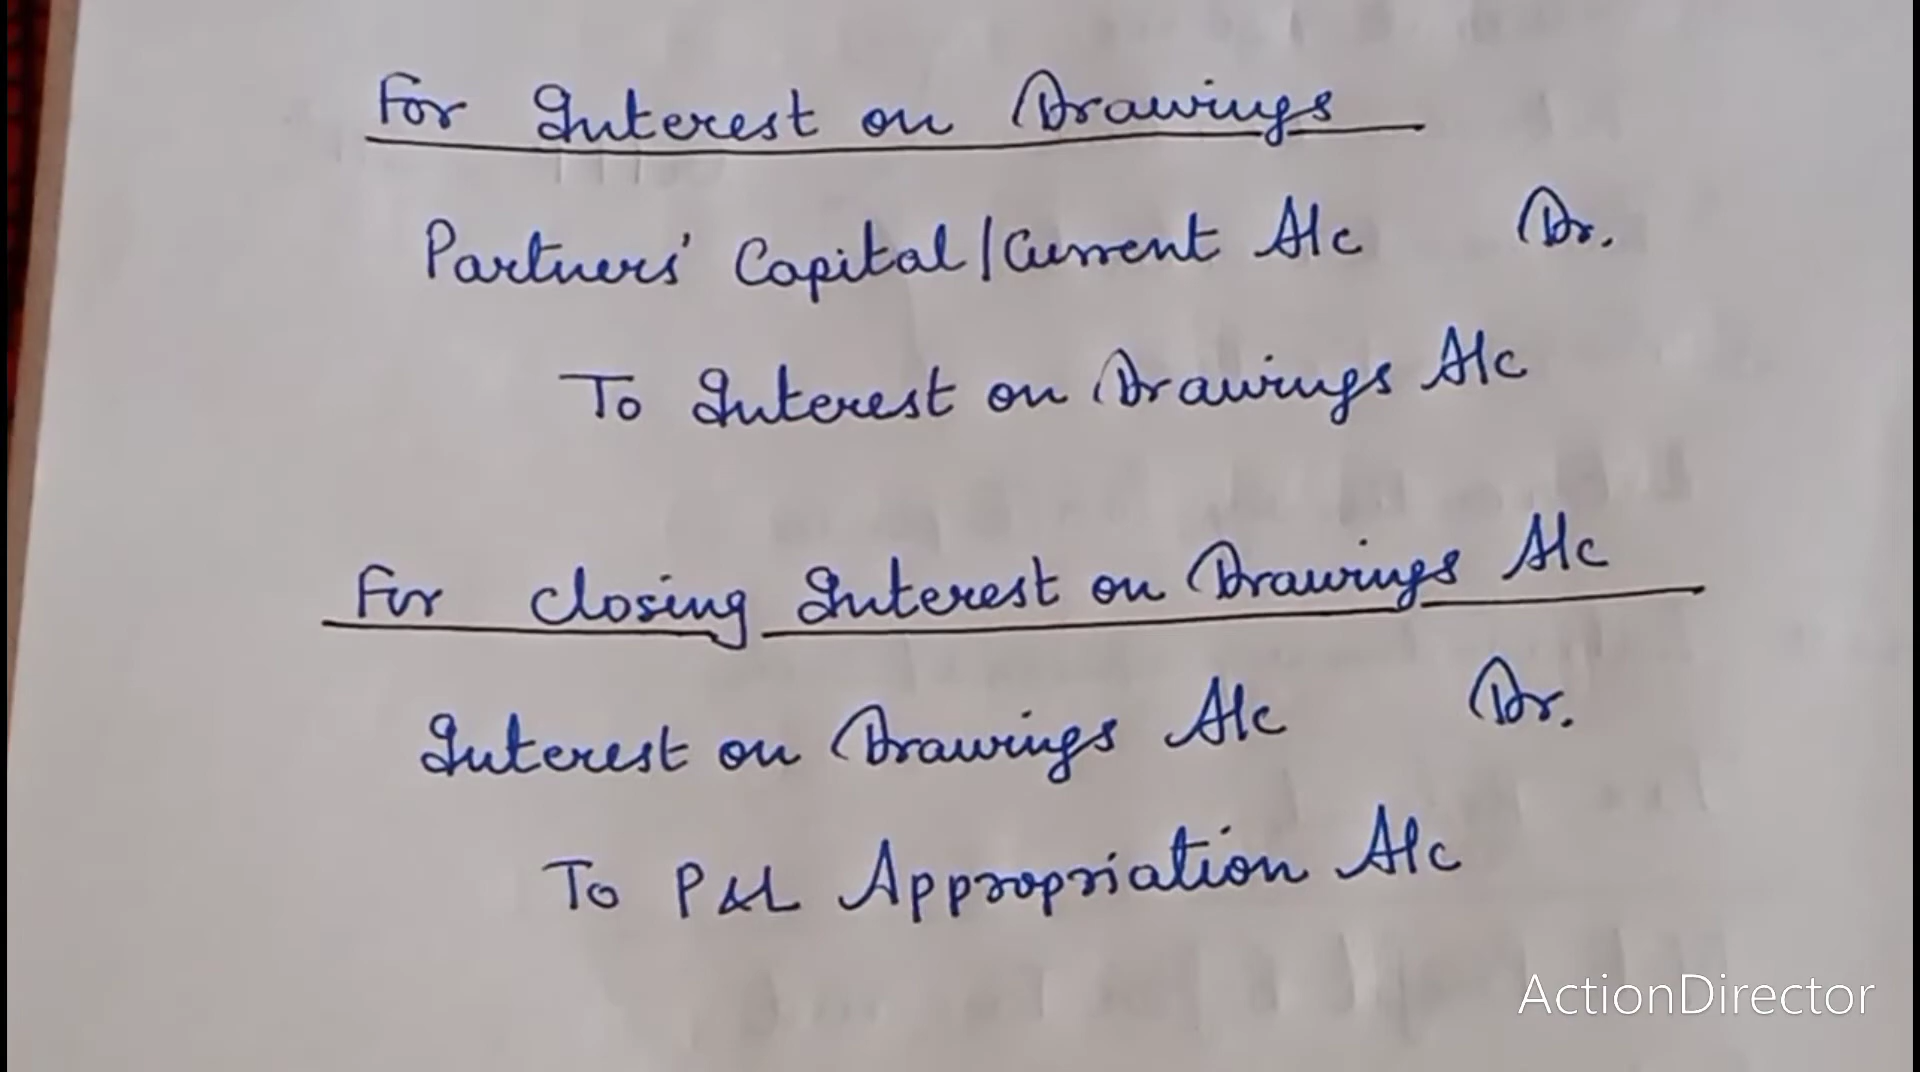 For Interest on Drawings
Partners' Capital/Current A/c Dr.
To Interest on Drawings A/c
For closing Interest on Drawings A/c
Interest on Drawings A/c Dr.
To P&L Appropriation A/c
ActionDirector